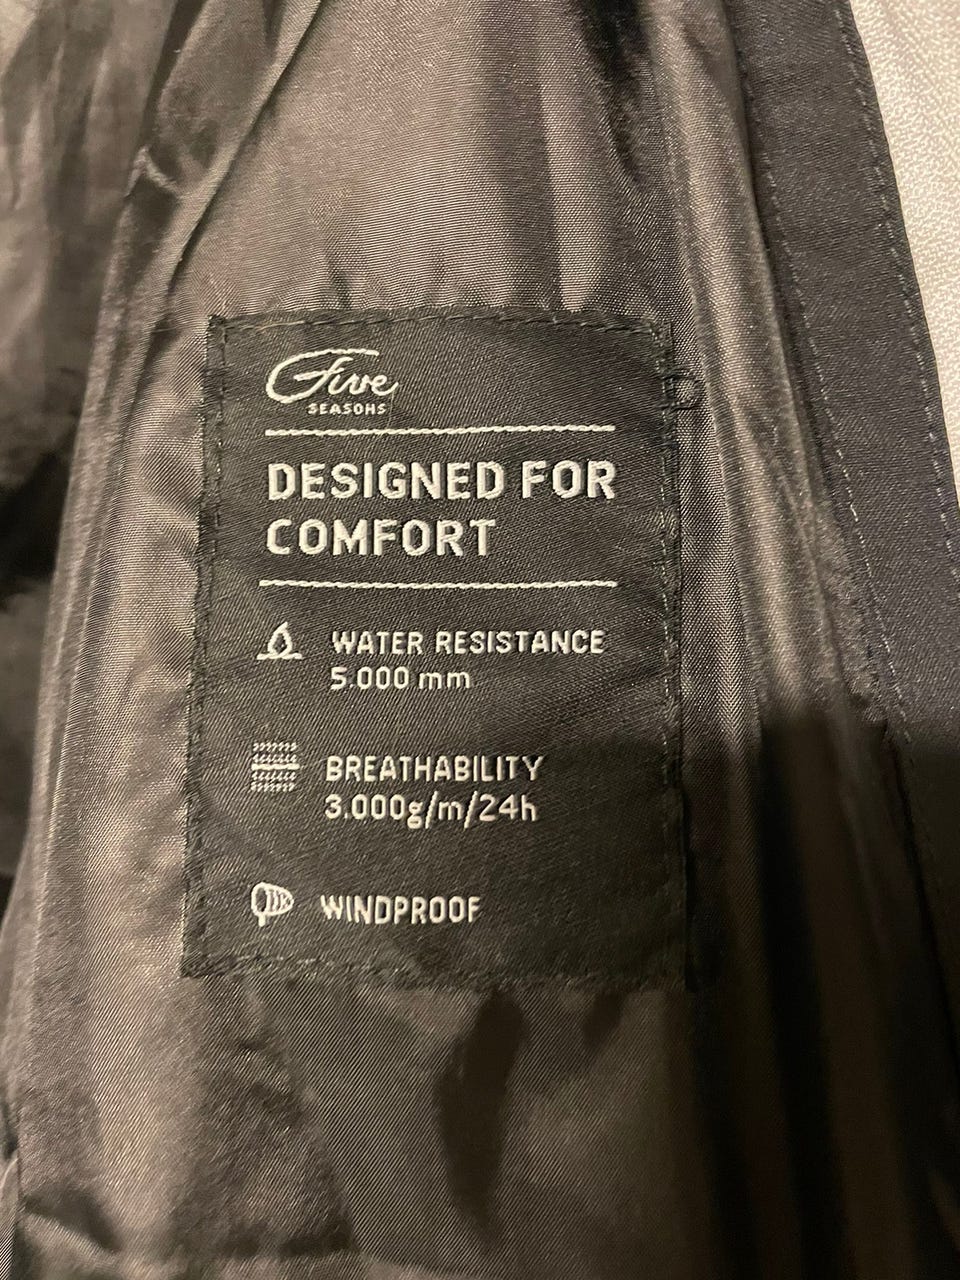 Five
SEASONS
DESIGNED FOR
COMFORT
WATER RESISTANCE
5.000 mm
BREATHABILITY
3.000g/m/24h
WINDPROOF